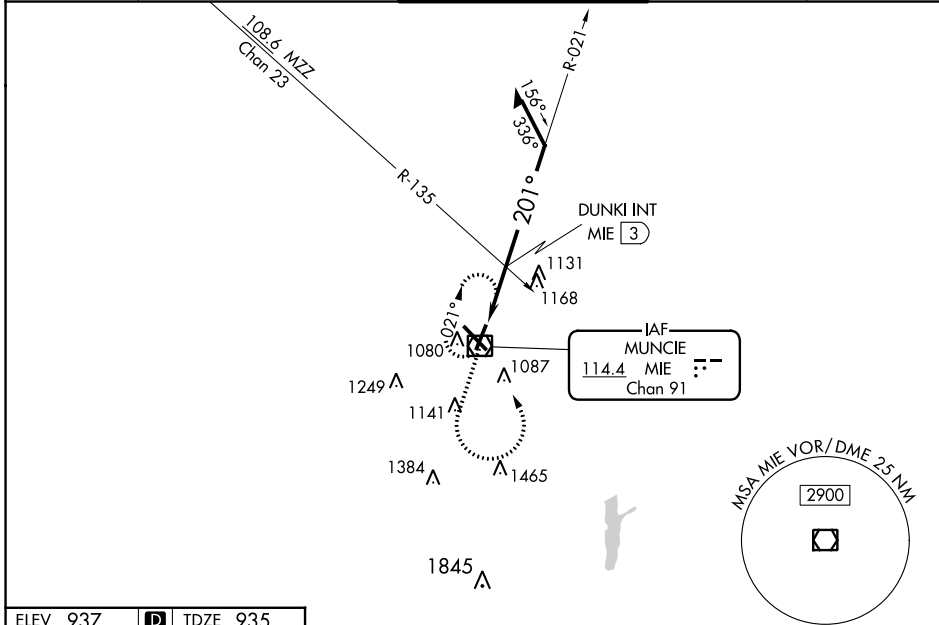 108.6 MZZ
Chan 23
R-135
R-021
156°
336°
201°
DUNKI INT
MIE 3
1131
1168
021°
1080
1087
1249
1141
1384
1465
1845
IAF
MUNCIE
114.4 MIE
Chan 91
MSA MIE VOR/DME 25 NM
2900
ELEV 937 D TDZE 935